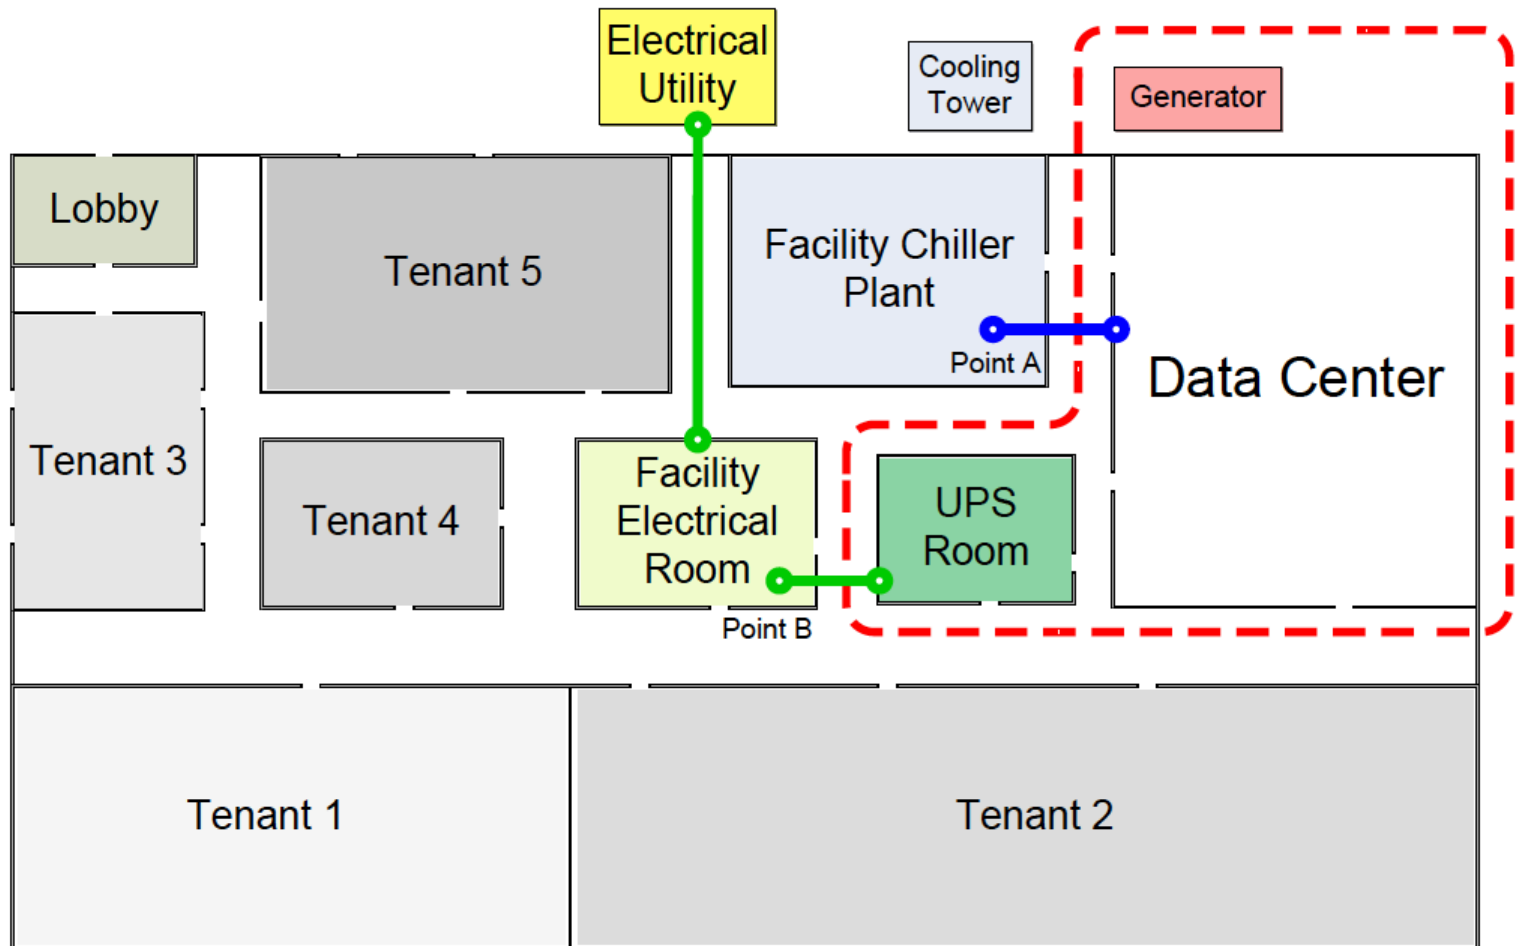 Electrical
Utility
Cooling
Tower
Generator
Lobby
Tenant 5
Facility Chiller
Plant
Point A
Data Center
Tenant 3
Tenant 4
Facility
Electrical
Room
UPS
Room
Point B
Tenant 1
Tenant 2